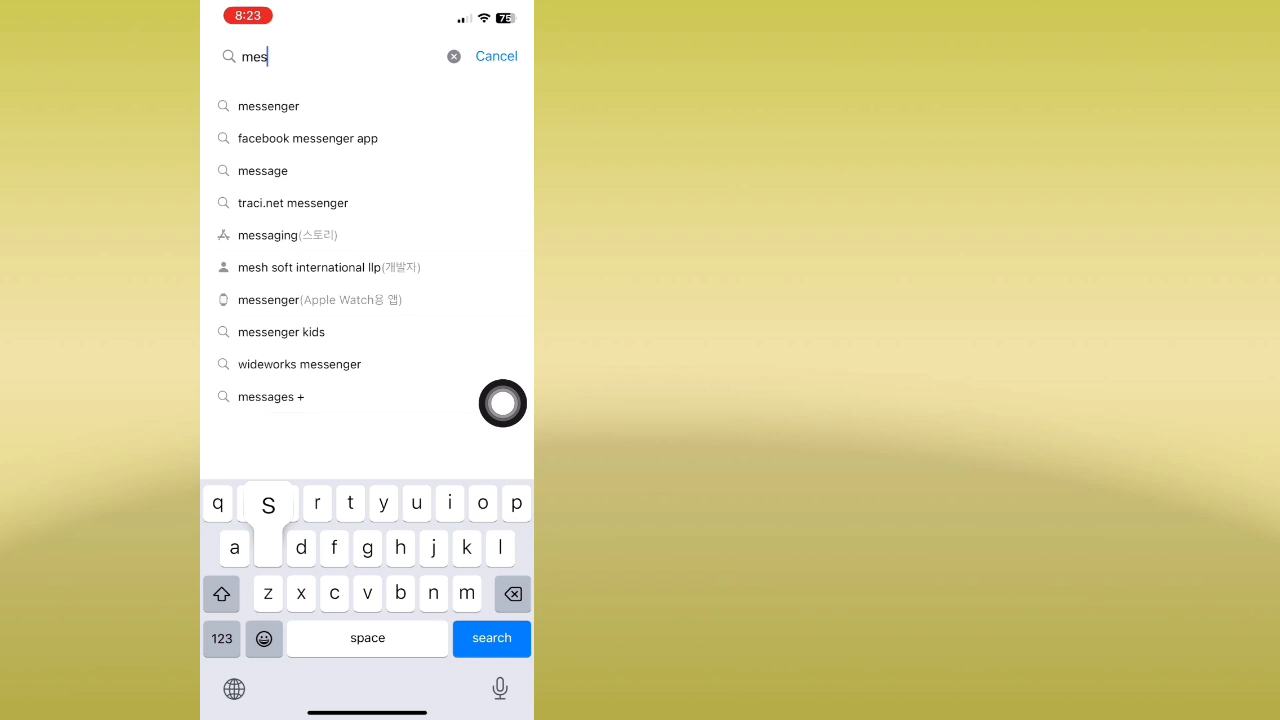 8:23
75
mes
Cancel
messenger
facebook messenger app
message
traci.net messenger
messaging(스토리)
mesh soft international llp(개발자)
messenger(Apple Watch용 앱)
messenger kids
wideworks messenger
messages +
q S r t y u i o p
a d f g h j k l
z x c v b n m
123 space search